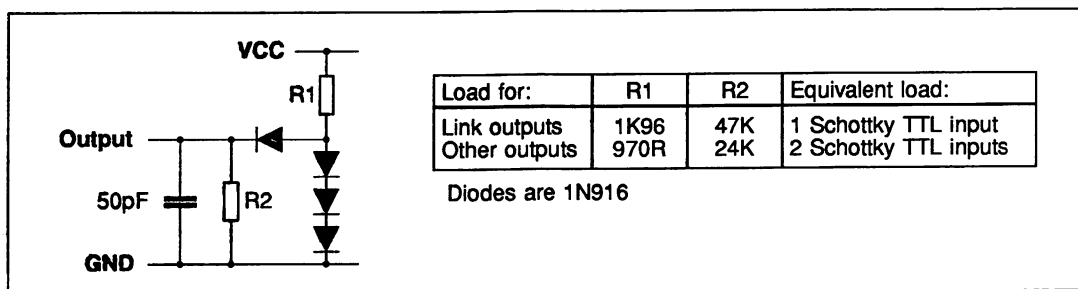 VCC
R1
Output
50pF
R2
GND
Load for: R1 R2 Equivalent load:
Link outputs 1K96 47K 1 Schottky TTL input
Other outputs 970R 24K 2 Schottky TTL inputs
Diodes are 1N916